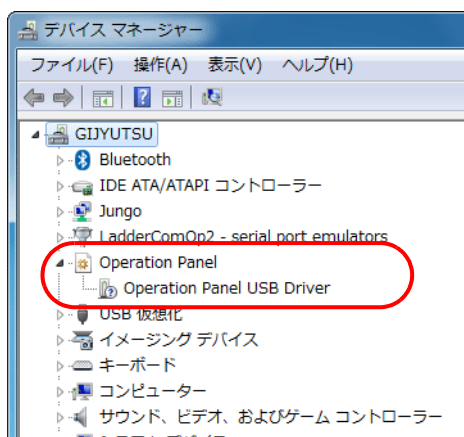 デバイス マネージャー
ファイル(F) 操作(A) 表示(V) ヘルプ(H)
GIJYUTSU
Bluetooth
IDE ATA/ATAPI コントローラー
Jungo
LadderComOp2 - serial port emulators
Operation Panel
Operation Panel USB Driver
USB 仮想化
イメージング デバイス
キーボード
コンピューター
サウンド、ビデオ、およびゲーム コントローラー